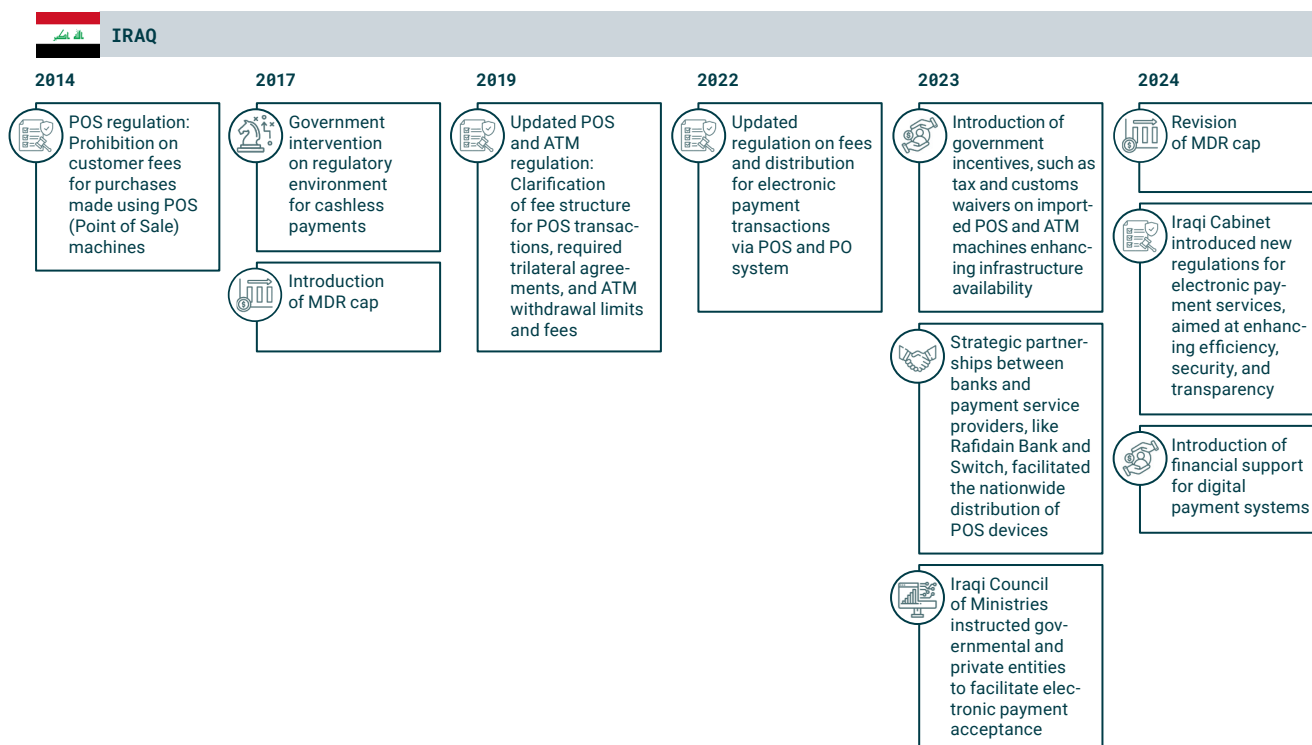 IRAQ
2014
POS regulation:
Prohibition on
customer fees
for purchases
made using POS
(Point of Sale)
machines
2017
Government
intervention
on regulatory
environment
for cashless
payments
Introduction
of MDR cap
2019
Updated POS
and ATM
regulation:
Clarification
of fee structure
for POS transac-
tions, required
trilateral agree-
ments, and ATM
withdrawal limits
and fees
2022
Updated
regulation on fees
and distribution
for electronic
payment
transactions
via POS and PO
system
2023
Introduction of
government
incentives, such as
tax and customs
waivers on import-
ed POS and ATM
machines enhanc-
ing infrastructure
availability
Strategic partner-
ships between
banks and
payment service
providers, like
Rafidain Bank and
Switch, facilitated
the nationwide
distribution of
POS devices
Iraqi Council
of Ministries
instructed gov-
ernmental and
private entities
to facilitate elec-
tronic payment
acceptance
2024
Revision
of MDR cap
Iraqi Cabinet
introduced new
regulations for
electronic pay-
ment services,
aimed at enhanc-
ing efficiency,
security, and
transparency
Introduction of
financial support
for digital
payment systems